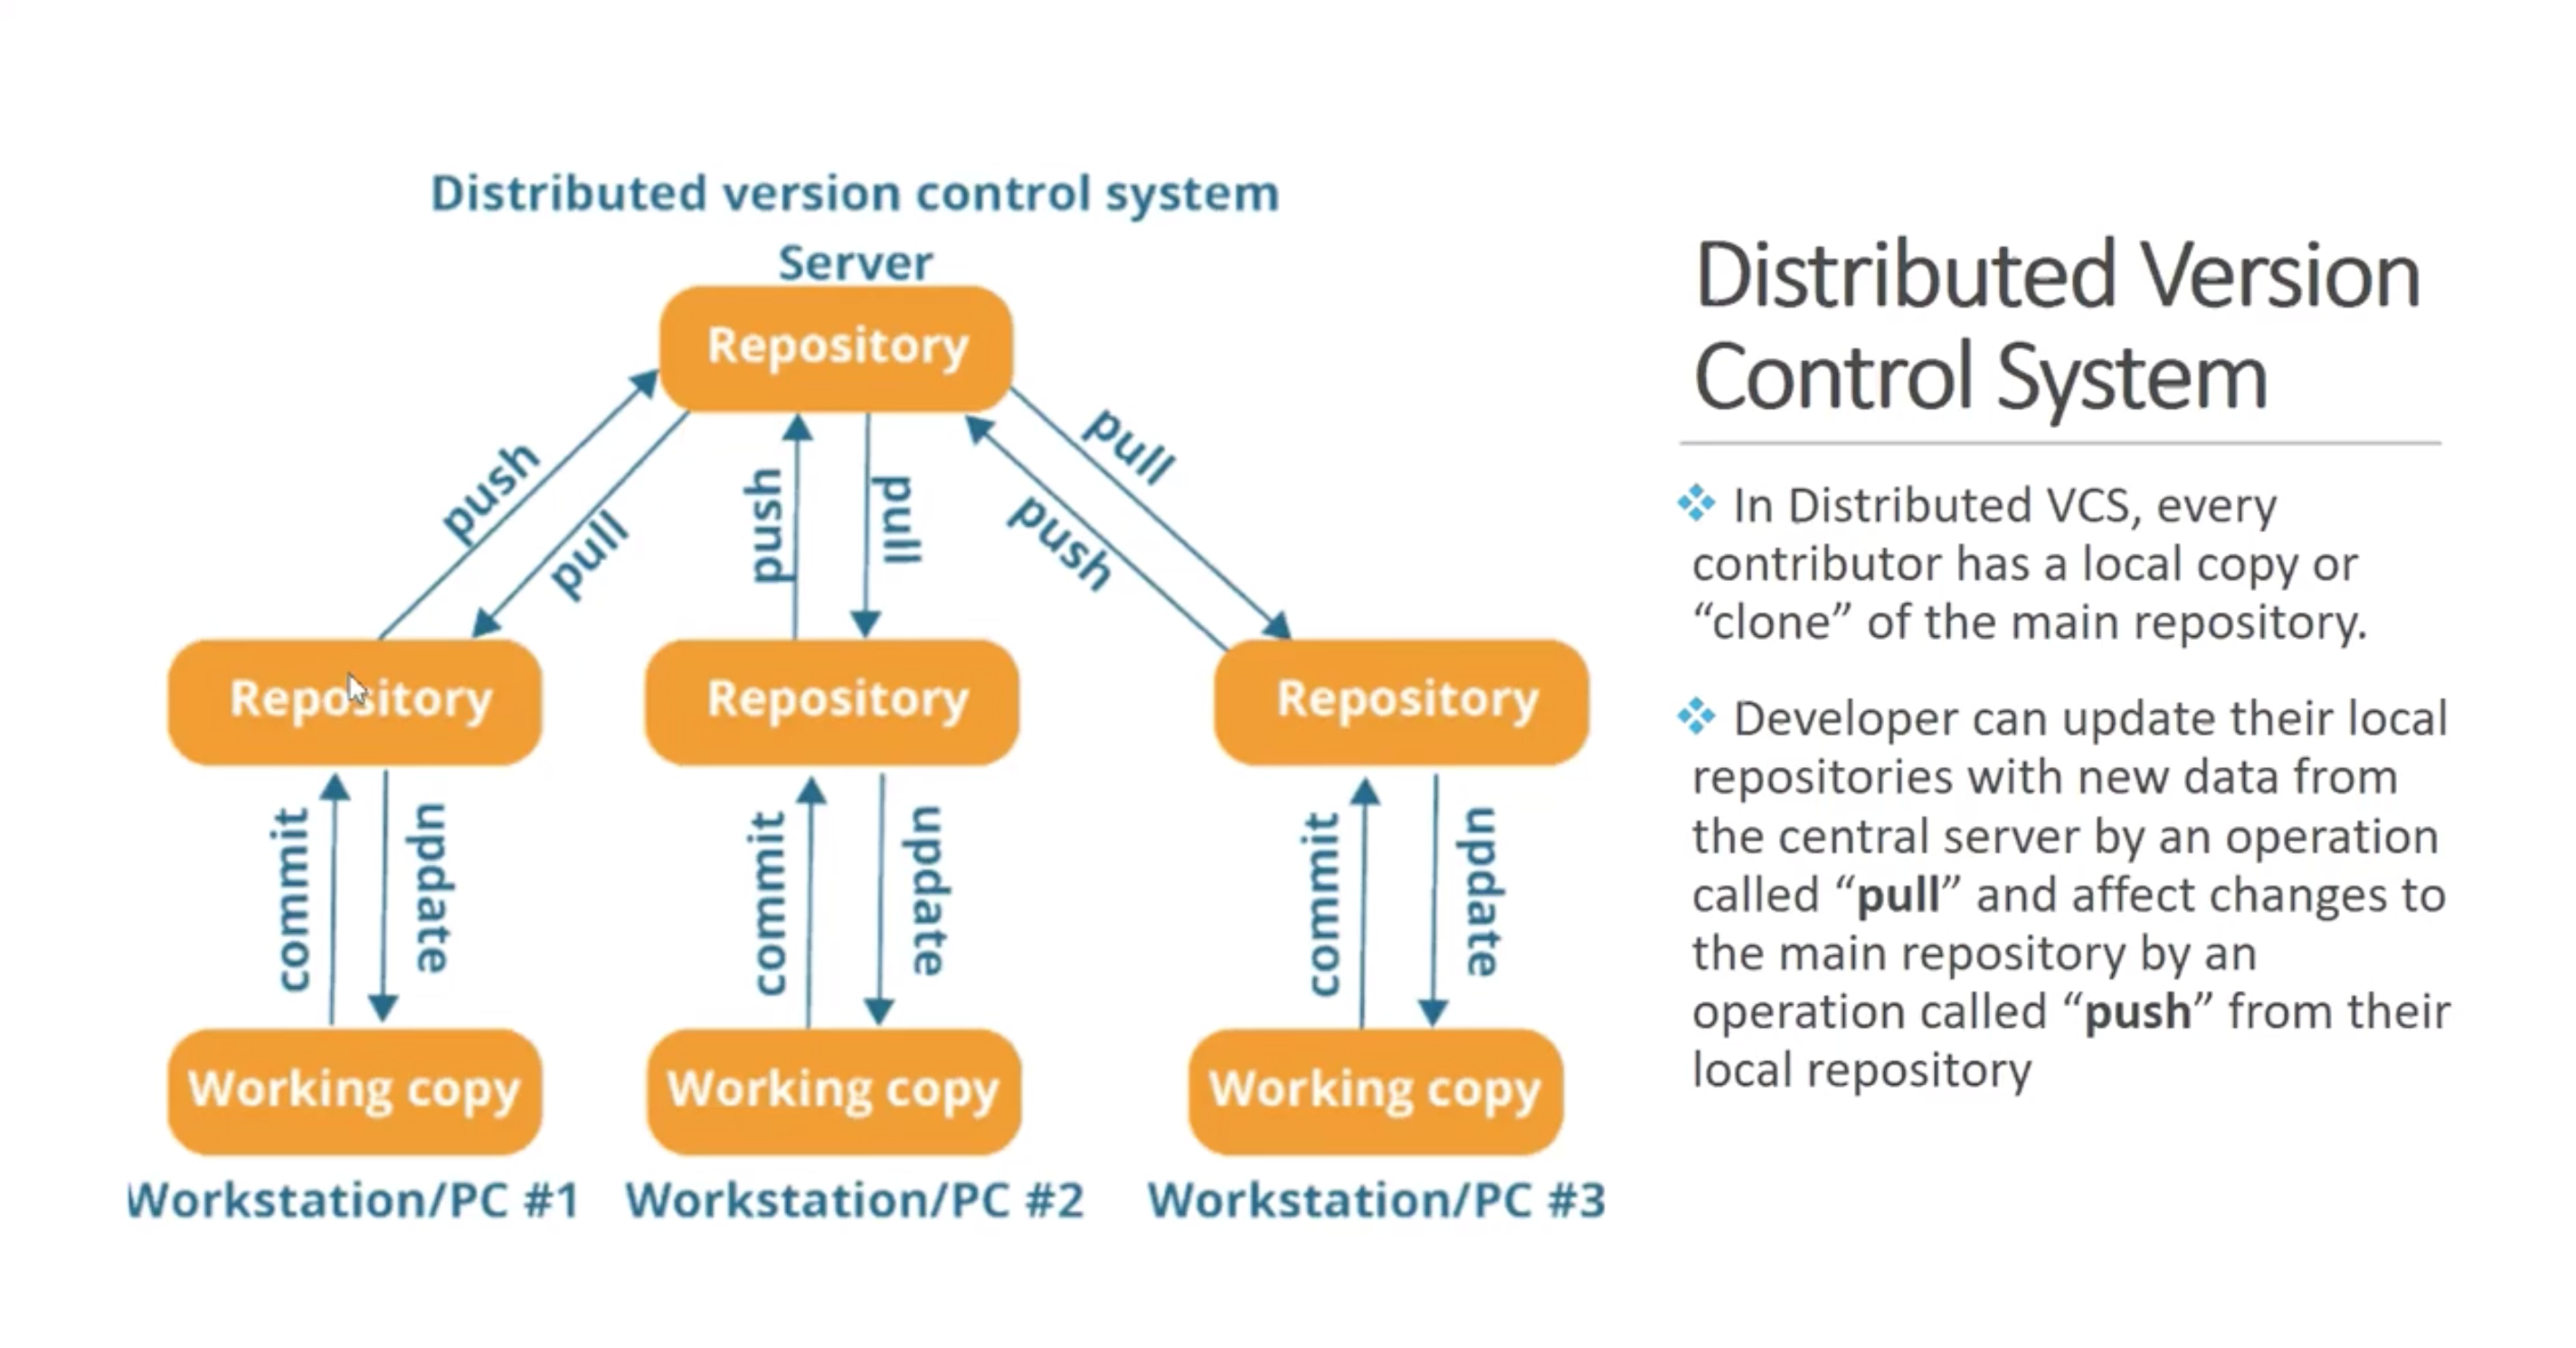 Distributed version control system
Server
Repository
push
pull
push
pull
push
pull
Repository
Repository
Repository
commit
update
commit
update
commit
update
Working copy
Working copy
Working copy
Workstation/PC #1
Workstation/PC #2
Workstation/PC #3
Distributed Version
Control System
In Distributed VCS, every
contributor has a local copy or
“clone” of the main repository.
Developer can update their local
repositories with new data from
the central server by an operation
called “pull” and affect changes to
the main repository by an
operation called “push” from their
local repository